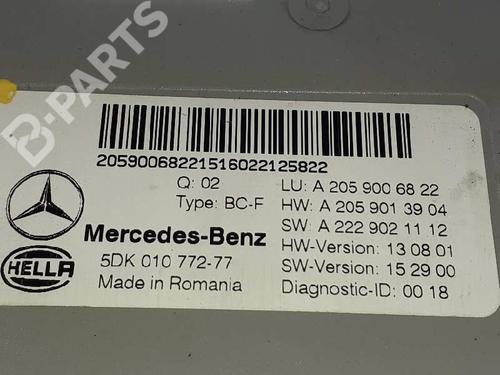 B-PARTS
20590068221516022125822
Q: 02
Type: BC-F
Mercedes-Benz
HELLA
5DK 010 772-77
Made in Romania
LU: A 205 900 68 22
HW: A 205 901 39 04
SW: A 222 902 11 12
HW-Version: 13 08 01
SW-Version: 15 29 00
Diagnostic-ID: 00 18